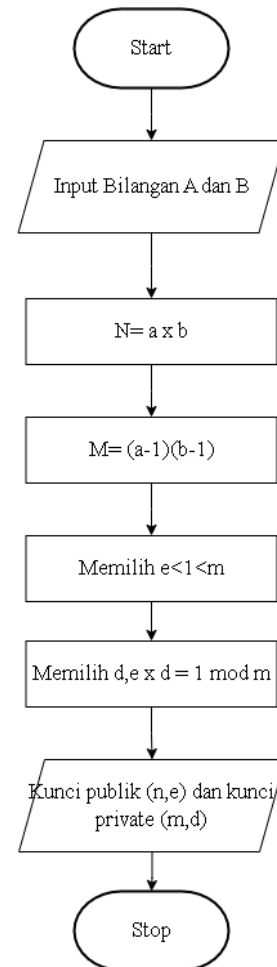 Start
Input Bilangan A dan B
N= a x b
M= (a-1)(b-1)
Memilih e<1<m
Memilih d,e x d = 1 mod m
Kunci publik (n,e) dan kunci
private (m,d)
Stop